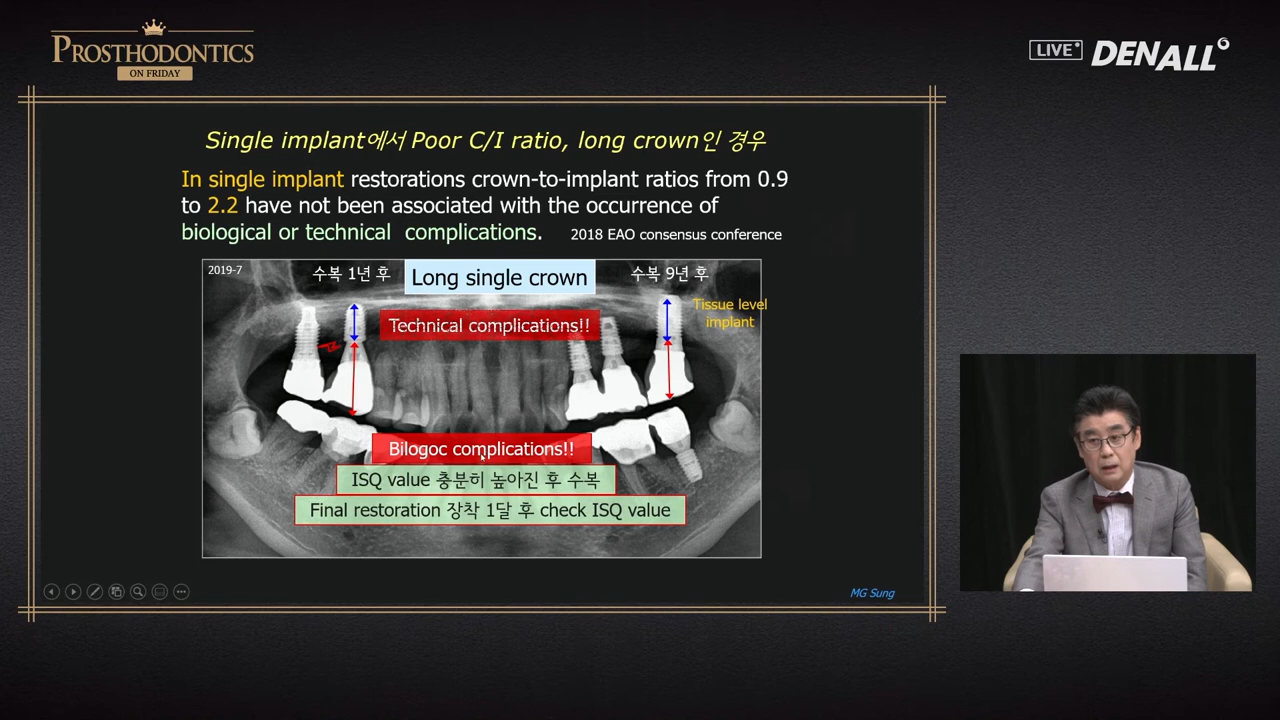 PROSTHODONTICS
ON FRIDAY
LIVE
DENALL
Single implant에서 Poor C/I ratio, long crown인 경우
In single implant restorations crown-to-implant ratios from 0.9
to 2.2 have not been associated with the occurrence of
biological or technical complications. 2018 EAO consensus conference
2019-7
수복 1년 후
Long single crown
수복 9년 후
Tissue level
implant
Technical complications!!
Bilogoc complications!!
ISQ value 충분히 높아진 후 수복
Final restoration 장착 1달 후 check ISQ value
MG Sung